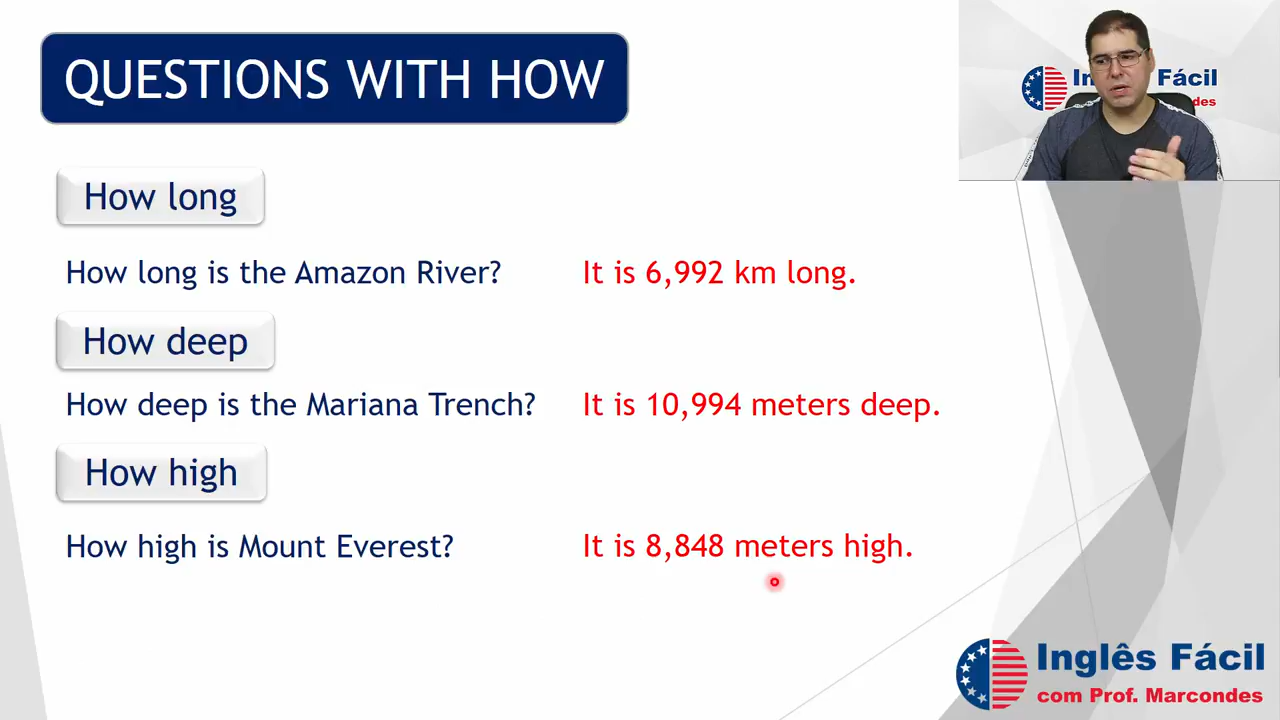 QUESTIONS WITH HOW
Inglês Fácil
How long
How long is the Amazon River? It is 6,992 km long.
How deep
How deep is the Mariana Trench? It is 10,994 meters deep.
How high
How high is Mount Everest? It is 8,848 meters high.
Inglês Fácil
com Prof. Marcondes